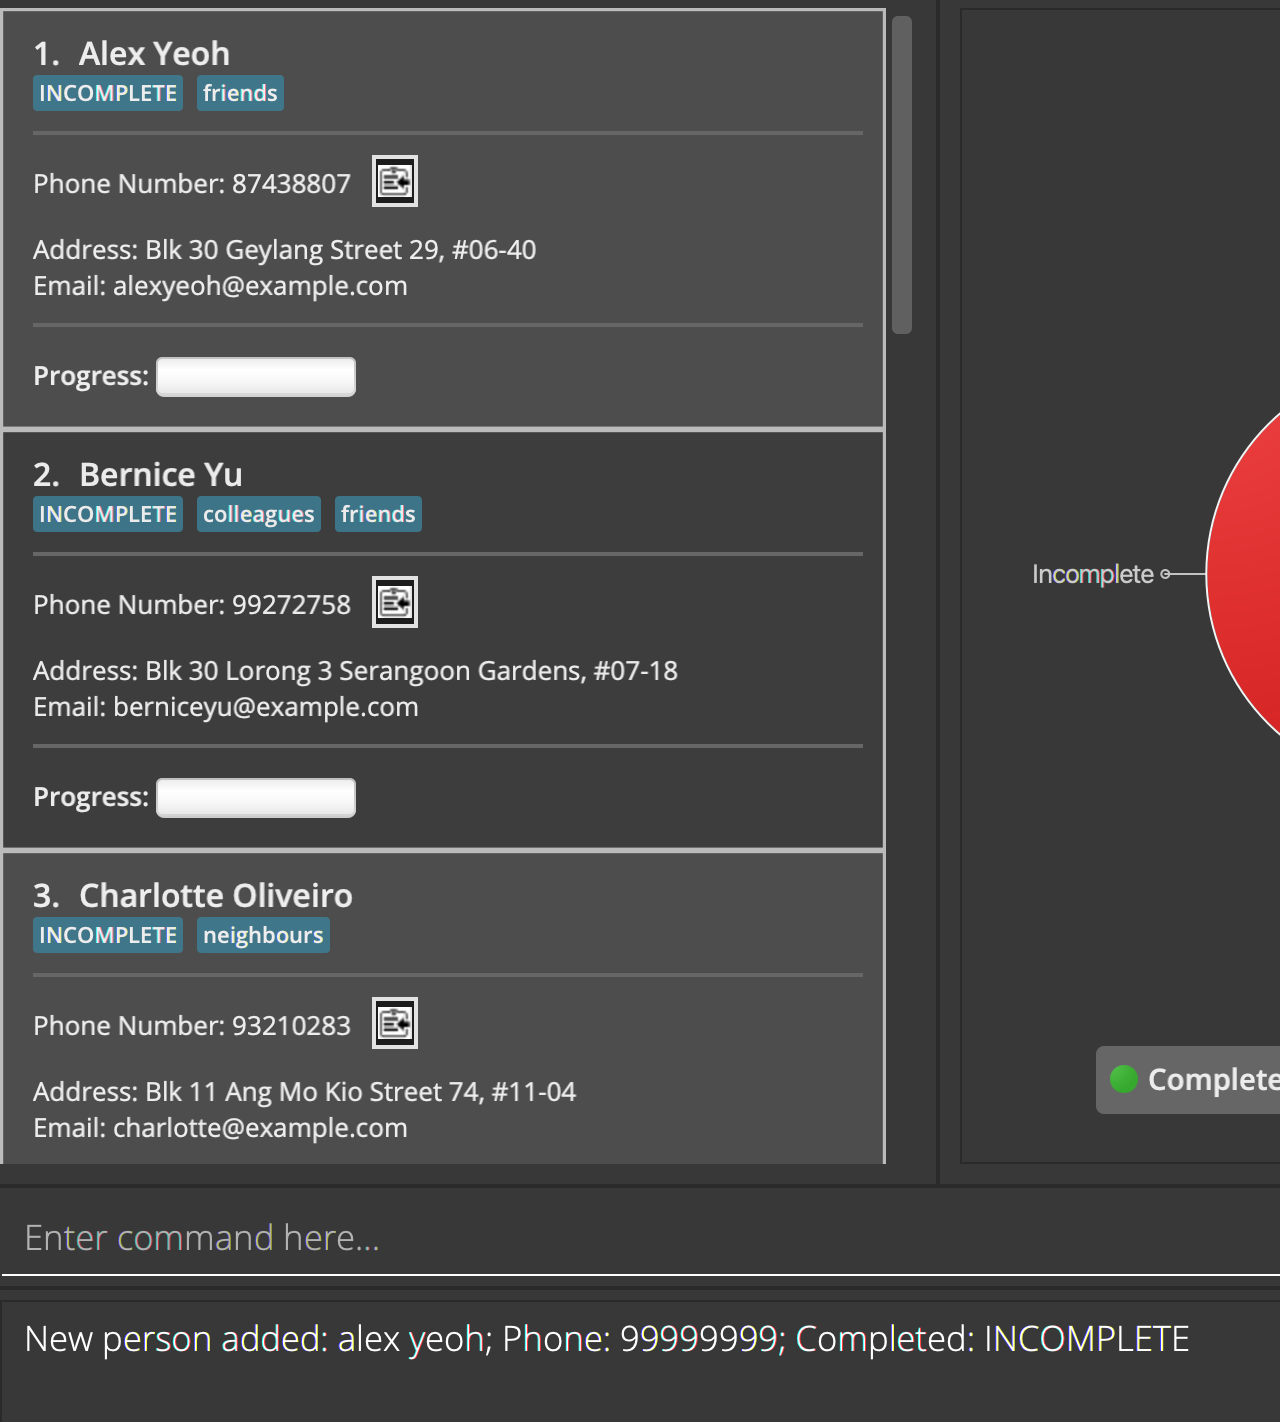 1. Alex Yeoh
INCOMPLETE friends
Phone Number: 87438807
Address: Blk 30 Geylang Street 29, #06-40
Email: alexyeoh@example.com
Progress:
2. Bernice Yu
INCOMPLETE colleagues friends
Phone Number: 99272758
Address: Blk 30 Lorong 3 Serangoon Gardens, #07-18
Email: berniceyu@example.com
Progress:
3. Charlotte Oliveiro
INCOMPLETE neighbours
Phone Number: 93210283
Address: Blk 11 Ang Mo Kio Street 74, #11-04
Email: charlotte@example.com
Incomplete
Complete
Enter command here...
New person added: alex yeoh; Phone: 99999999; Completed: INCOMPLETE